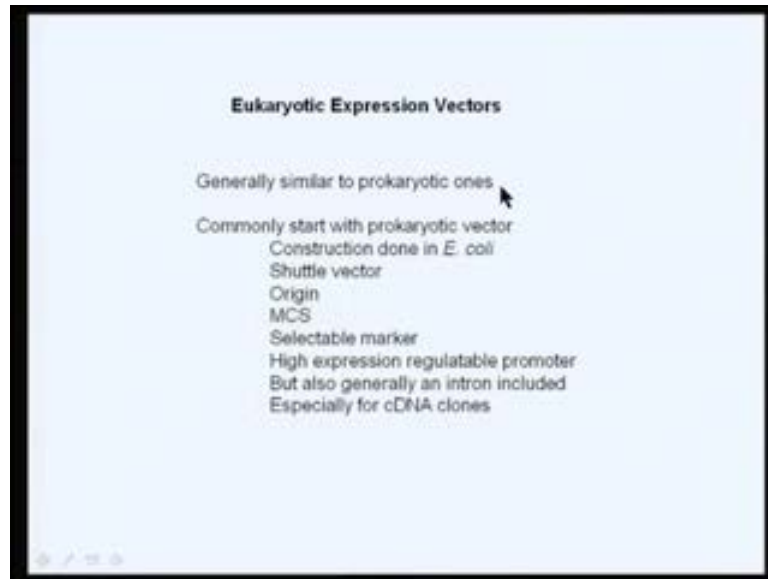 Eukaryotic Expression Vectors
Generally similar to prokaryotic ones
Commonly start with prokaryotic vector
Construction done in E. coli
Shuttle vector
Origin
MCS
Selectable marker
High expression regulatable promoter
But also generally an intron included
Especially for cDNA clones